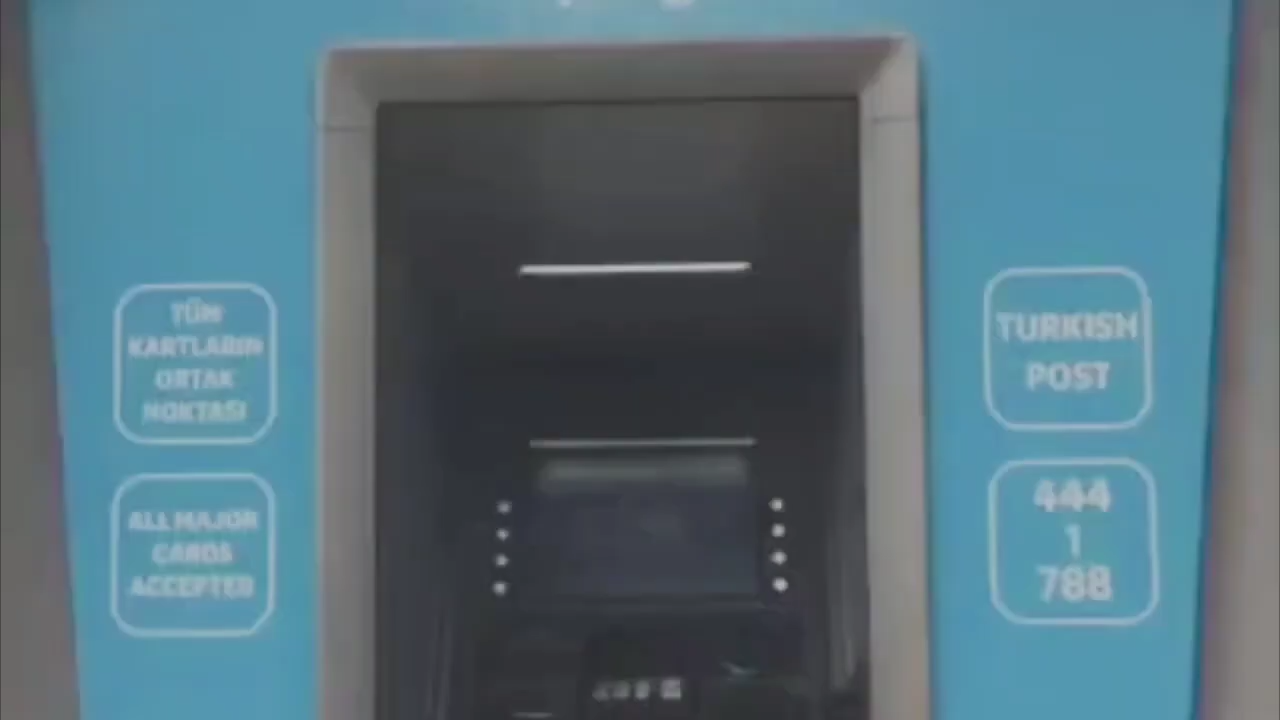 TÜM
KARTLARIN
ORTAK
NOKTASI
ALL MAJOR
CARDS
ACCEPTED
TURKISH
POST
444
1
788